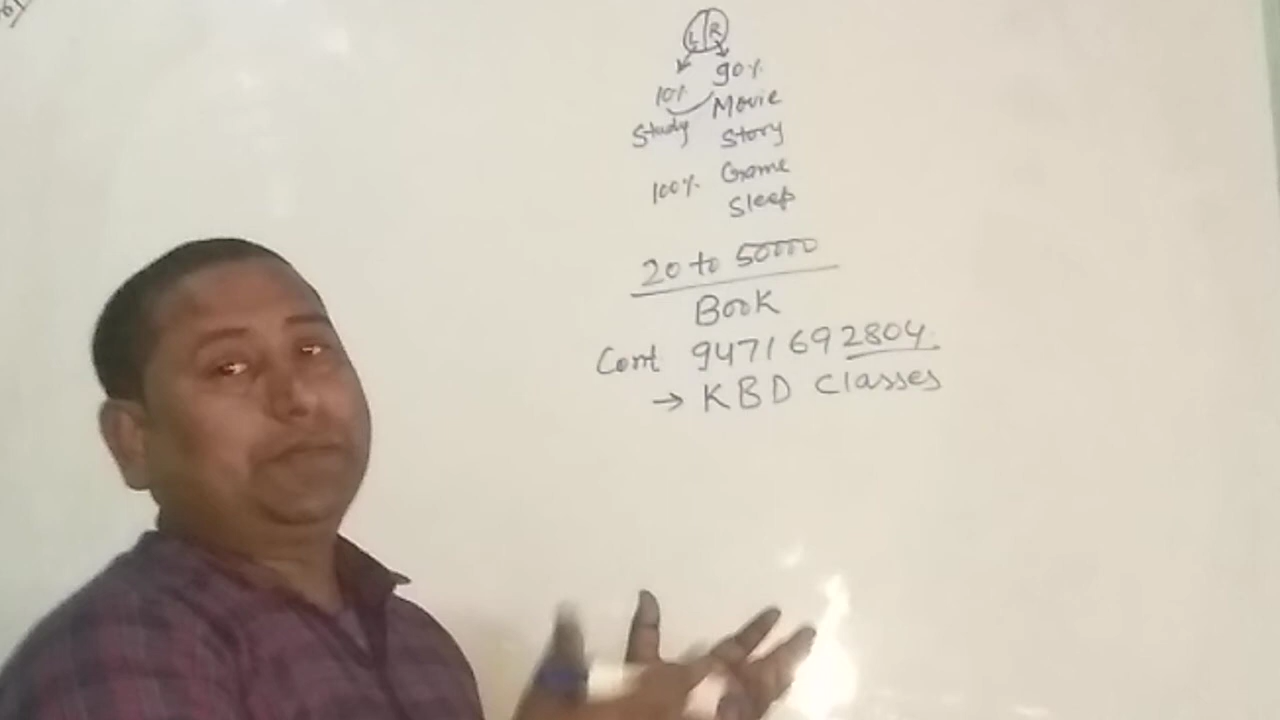 L R
10% 90%
Study Movie
Story
100% Game
Sleep
20 to 50000
Book
Cont 9471692804
→ KBD Classes